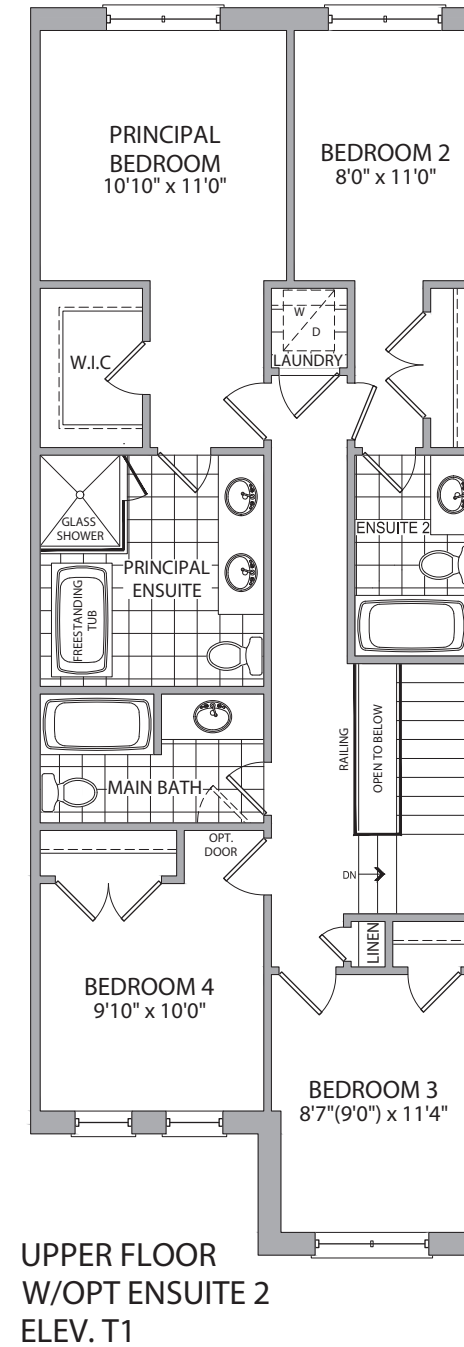 PRINCIPAL
BEDROOM
10'10" x 11'0"
BEDROOM 2
8'0" x 11'0"
W
D
LAUNDRY
W.I.C
GLASS
SHOWER
PRINCIPAL
ENSUITE
FREESTANDING
TUB
ENSUITE 2
RAILING
OPEN TO BELOW
MAIN BATH
OPT.
DOOR
DN
LINEN
BEDROOM 4
9'10" x 10'0"
BEDROOM 3
8'7"(9'0") x 11'4"
UPPER FLOOR
W/OPT ENSUITE 2
ELEV. T1